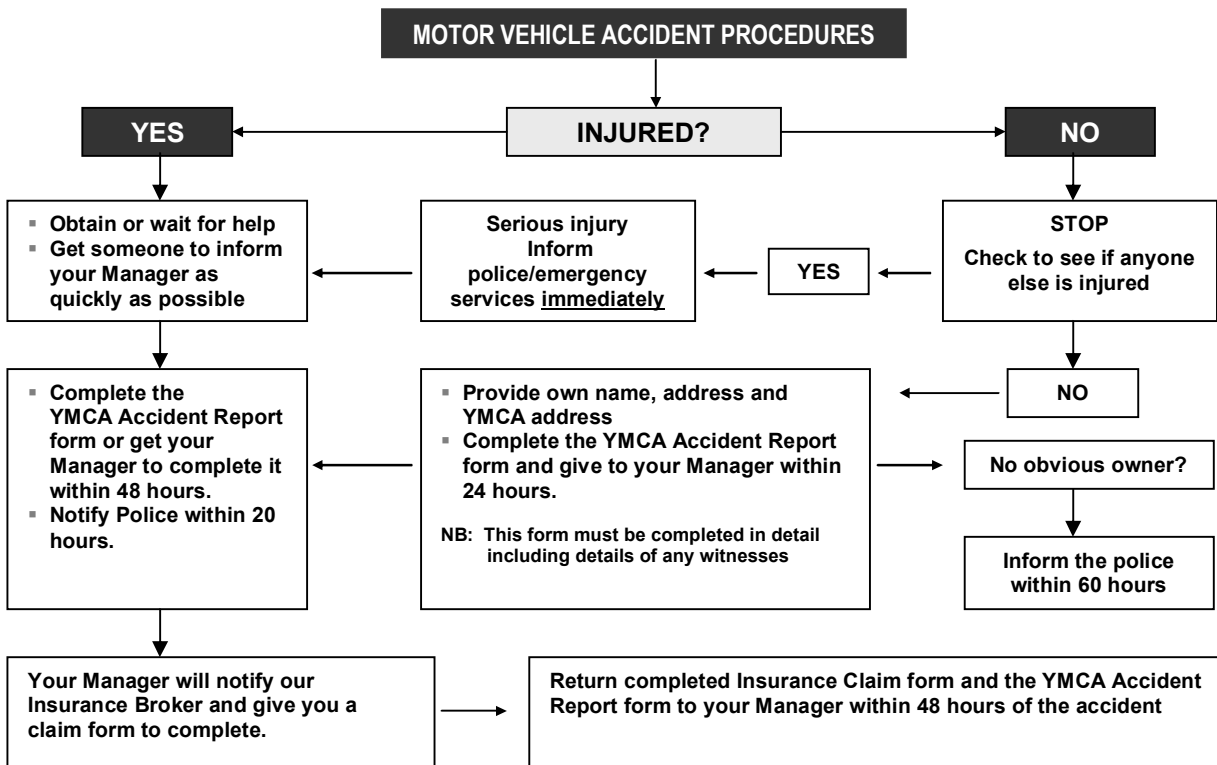 MOTOR VEHICLE ACCIDENT PROCEDURES
YES
INJURED?
NO
▪ Obtain or wait for help
▪ Get someone to inform
your Manager as
quickly as possible
Serious injury
Inform
police/emergency
services immediately
YES
STOP
Check to see if anyone
else is injured
▪ Complete the
YMCA Accident Report
form or get your
Manager to complete it
within 48 hours.
▪ Notify Police within 20
hours.
▪ Provide own name, address and
YMCA address
▪ Complete the YMCA Accident Report
form and give to your Manager within
24 hours.
NB: This form must be completed in detail
including details of any witnesses
NO
No obvious owner?
Inform the police
within 60 hours
Your Manager will notify our
Insurance Broker and give you a
claim form to complete.
Return completed Insurance Claim form and the YMCA Accident
Report form to your Manager within 48 hours of the accident